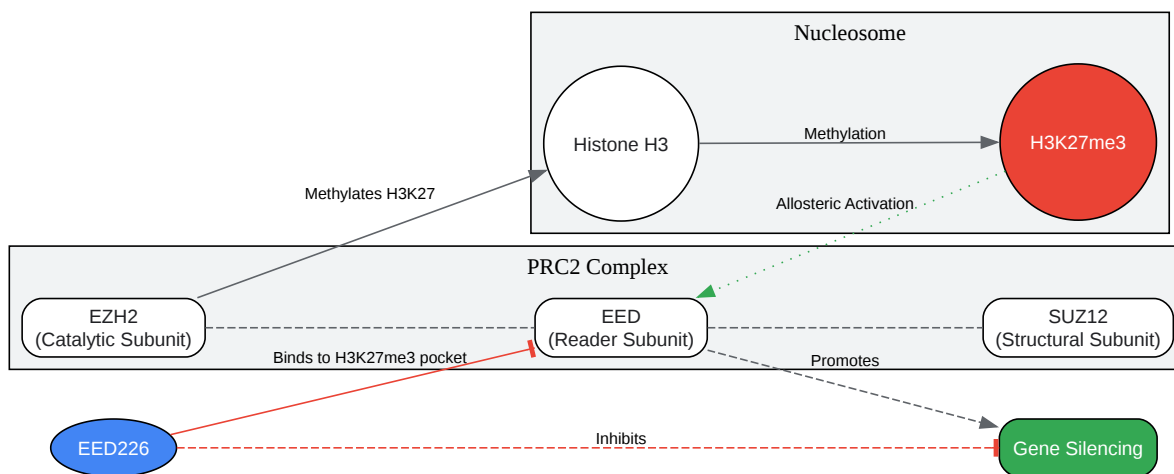 Nucleosome
Histone H3
Methylation
H3K27me3
Methylates H3K27
Allosteric Activation
PRC2 Complex
EZH2
(Catalytic Subunit)
EED
(Reader Subunit)
SUZ12
(Structural Subunit)
Binds to H3K27me3 pocket
Promotes
EED226
Inhibits
Gene Silencing